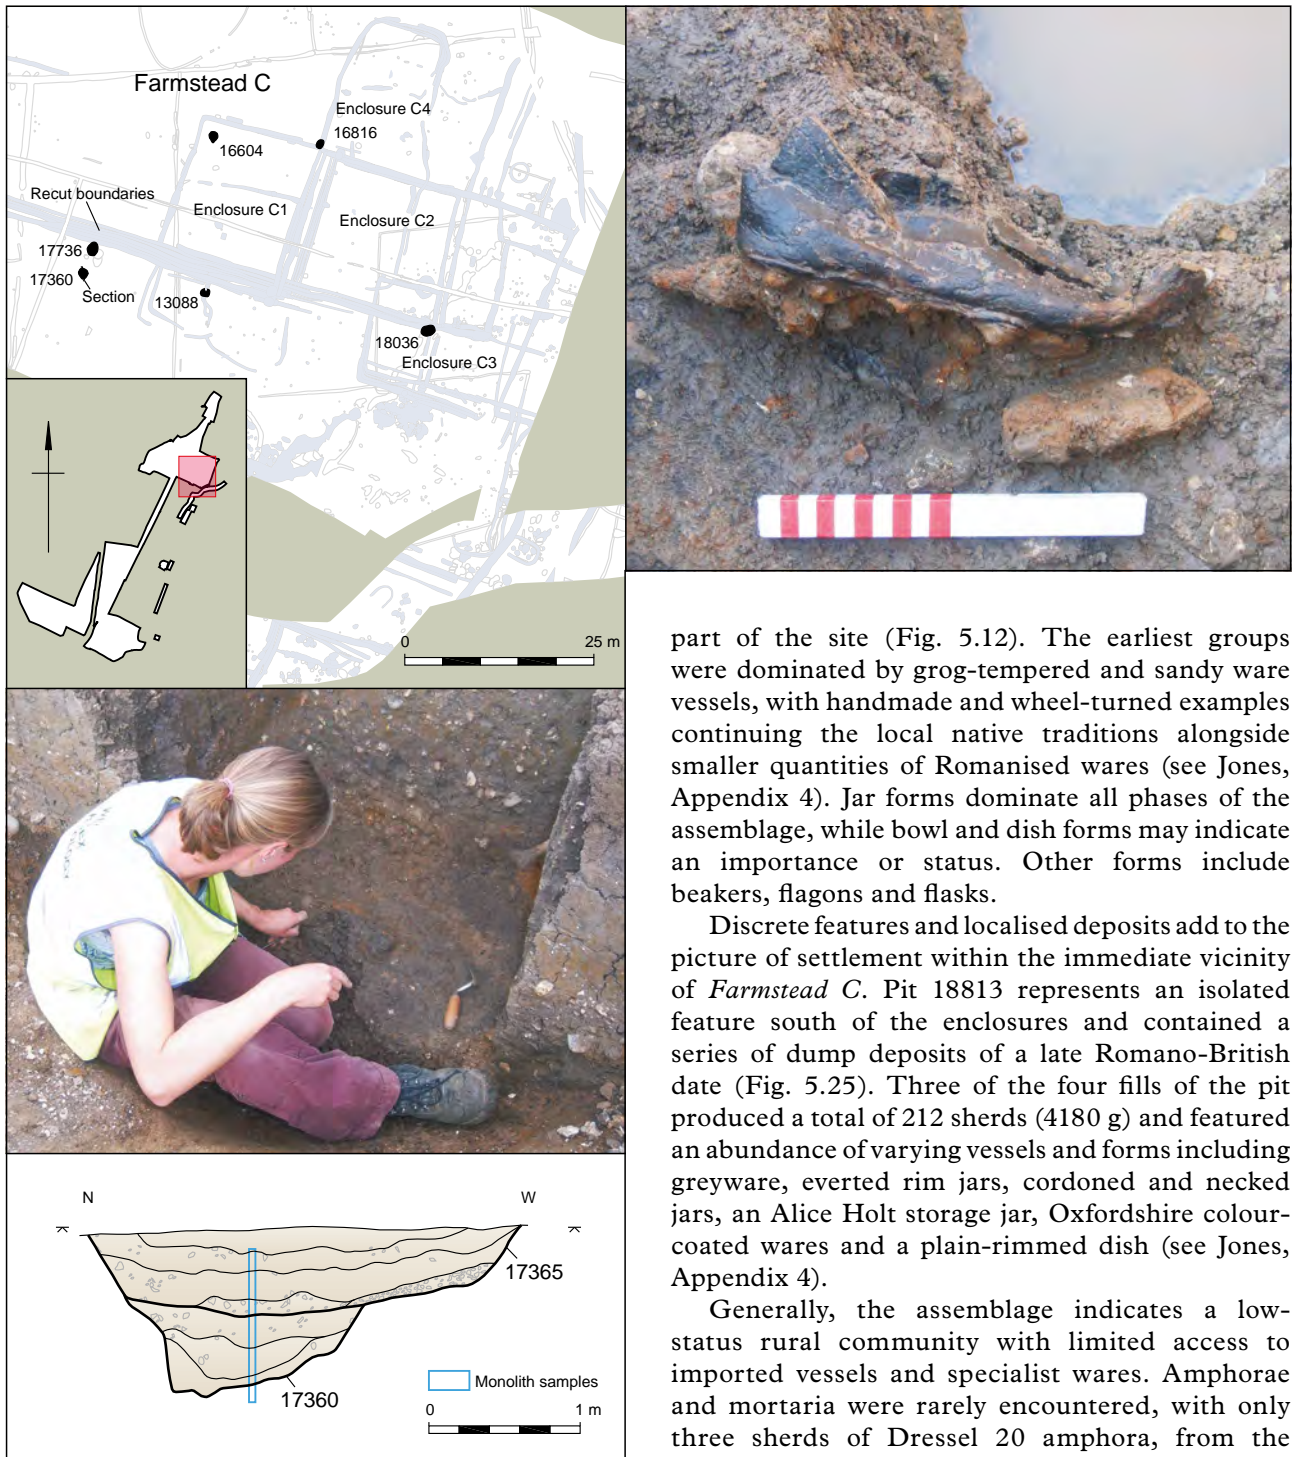 Farmstead C
Enclosure C4
16816
16604
Recut boundaries
Enclosure C1
Enclosure C2
17736
17360
Section
13088
18036
Enclosure C3
0 25 m
N W
17365
17360
Monolith samples
0 1 m
part of the site (Fig. 5.12). The earliest groups
were dominated by grog-tempered and sandy ware
vessels, with handmade and wheel-turned examples
continuing the local native traditions alongside
smaller quantities of Romanised wares (see Jones,
Appendix 4). Jar forms dominate all phases of the
assemblage, while bowl and dish forms may indicate
an importance or status. Other forms include
beakers, flagons and flasks.
Discrete features and localised deposits add to the
picture of settlement within the immediate vicinity
of Farmstead C. Pit 18813 represents an isolated
feature south of the enclosures and contained a
series of dump deposits of a late Romano-British
date (Fig. 5.25). Three of the four fills of the pit
produced a total of 212 sherds (4180 g) and featured
an abundance of varying vessels and forms including
greyware, everted rim jars, cordoned and necked
jars, an Alice Holt storage jar, Oxfordshire colour-
coated wares and a plain-rimmed dish (see Jones,
Appendix 4).
Generally, the assemblage indicates a low-
status rural community with limited access to
imported vessels and specialist wares. Amphorae
and mortaria were rarely encountered, with only
three sherds of Dressel 20 amphora, from the